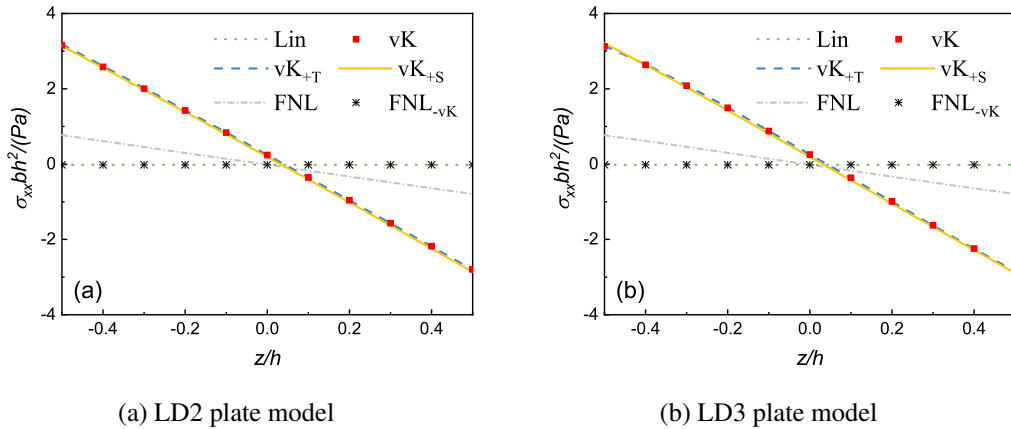 4
2
0
-2
-4
σxxbh²/(Pa)
Lin vK
vK+T vK+S
FNL FNL-vK
(a)
-0.4 -0.2 0.0 0.2 0.4
z/h
(a) LD2 plate model
4
2
0
-2
-4
σxxbh²/(Pa)
Lin vK
vK+T vK+S
FNL FNL-vK
(b)
-0.4 -0.2 0.0 0.2 0.4
z/h
(b) LD3 plate model